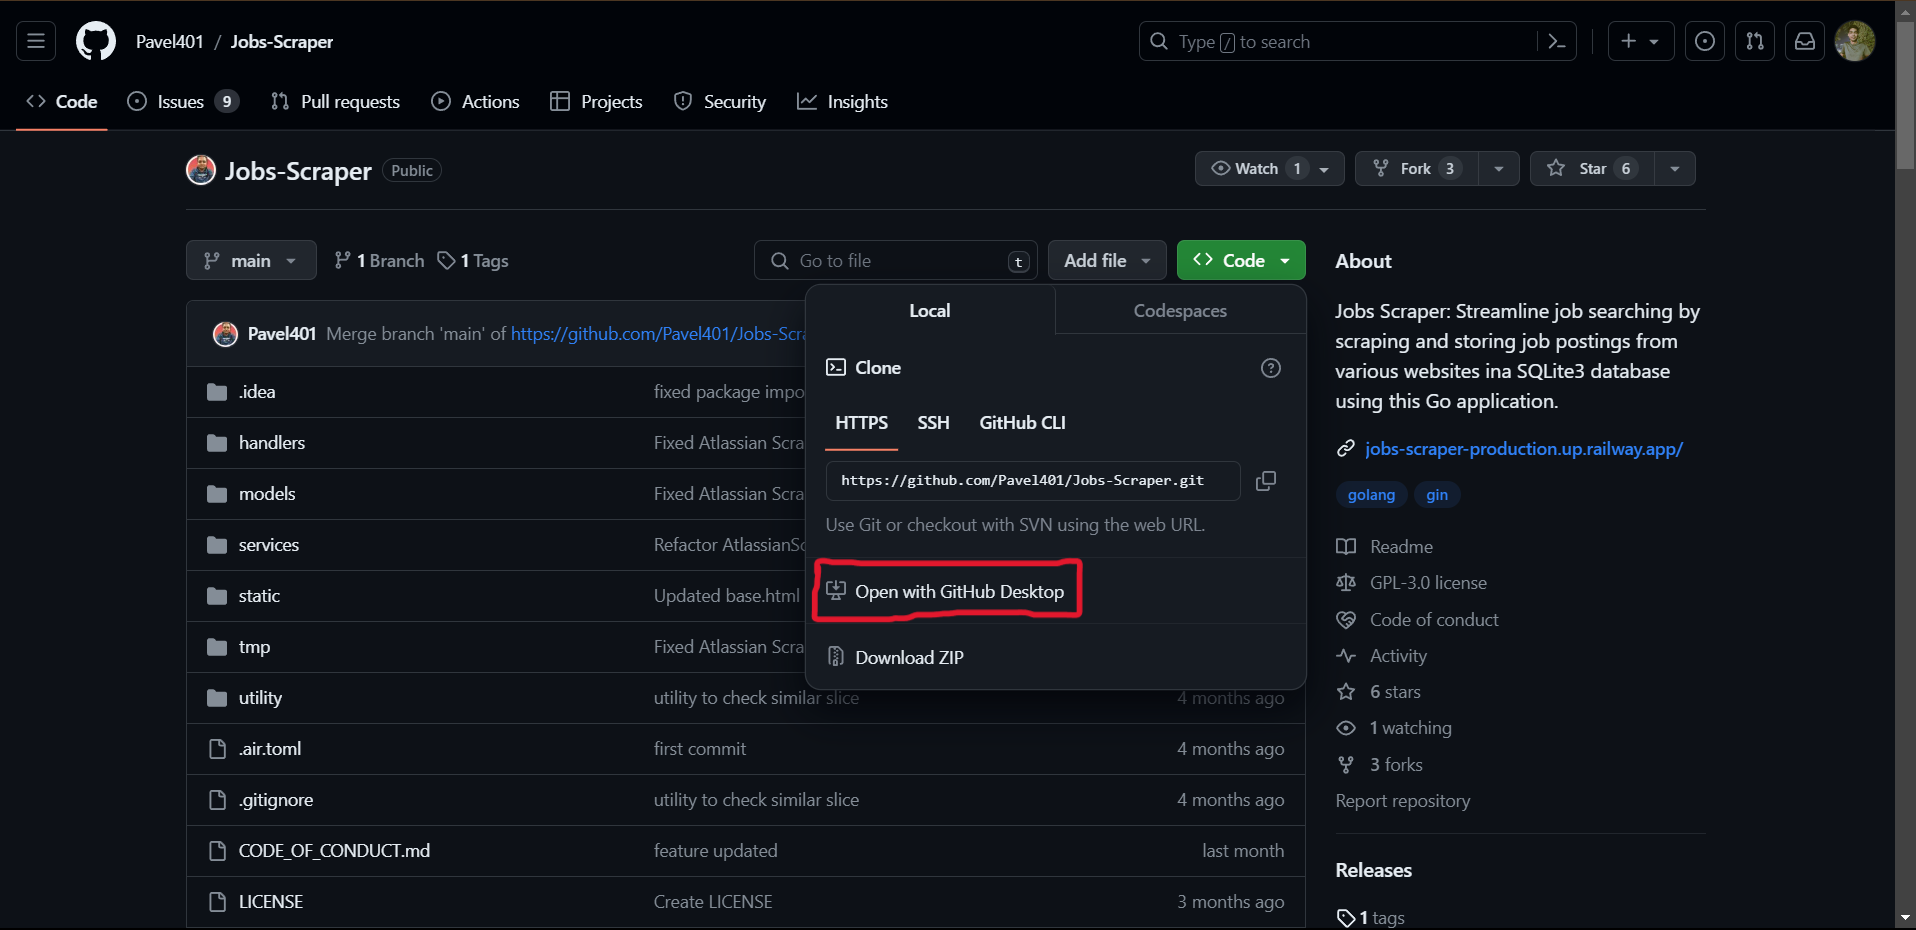 Pavel401 / Jobs-Scraper
Type / to search
Code Issues 9 Pull requests Actions Projects Security Insights
Jobs-Scraper Public
Watch 1 Fork 3 Star 6
main 1 Branch 1 Tags Go to file t Add file Code
Local Codespaces
Clone
HTTPS SSH GitHub CLI
https://github.com/Pavel401/Jobs-Scraper.git
Use Git or checkout with SVN using the web URL.
Open with GitHub Desktop
Download ZIP
Pavel401 Merge branch 'main' of https://github.com/Pavel401/Jobs-Scra
.idea fixed package impo
handlers Fixed Atlassian Scra
models Fixed Atlassian Scra
services Refactor AtlassianSc
static Updated base.html
tmp Fixed Atlassian Scra
utility utility to check similar slice 4 months ago
.air.toml first commit 4 months ago
.gitignore utility to check similar slice 4 months ago
CODE_OF_CONDUCT.md feature updated last month
LICENSE Create LICENSE 3 months ago
About
Jobs Scraper: Streamline job searching by
scraping and storing job postings from
various websites ina SQLite3 database
using this Go application.
jobs-scraper-production.up.railway.app/
golang gin
Readme
GPL-3.0 license
Code of conduct
Activity
6 stars
1 watching
3 forks
Report repository
Releases
1 tags